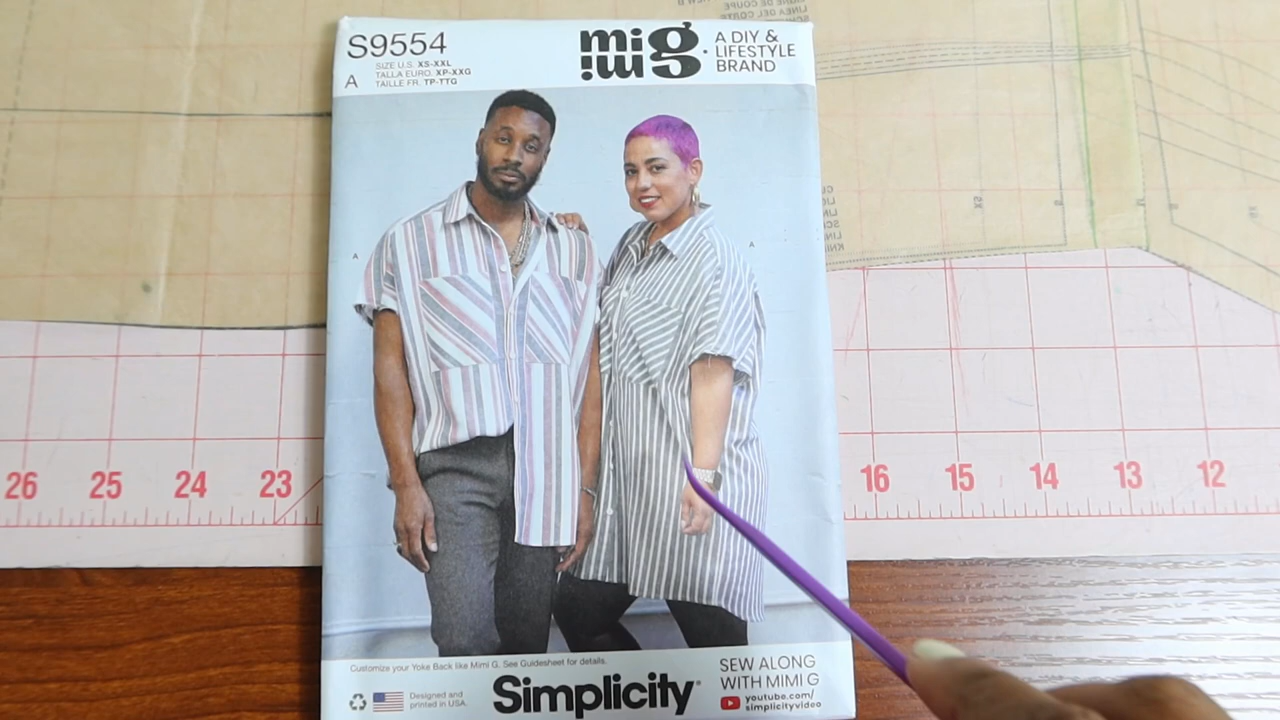 S9554
SIZE U.S. XS-XXL
TALLA EURO. XP-XXG
TAILLE FR. TP-TTG
A
mimi g.
A DIY &
LIFESTYLE
BRAND
A
A
Customize your Yoke Back like Mimi G. See Guidesheet for details.
Designed and
printed in USA.
Simplicity®
SEW ALONG
WITH MIMI G
youtube.com/
simplicityvideo
26 25 24 23 16 15 14 13 12